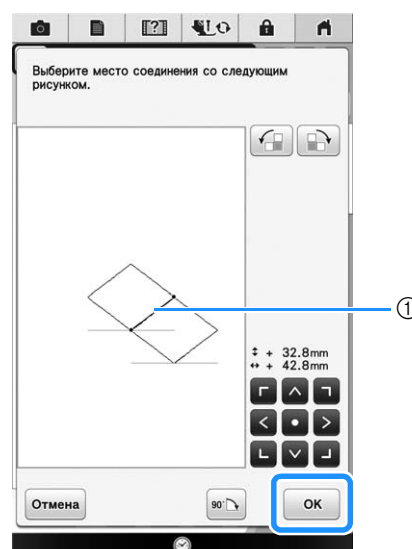 Выберите место соединения со следующим
рисунком.
①
+ 32.8mm
+ 42.8mm
Отмена
90°
OK